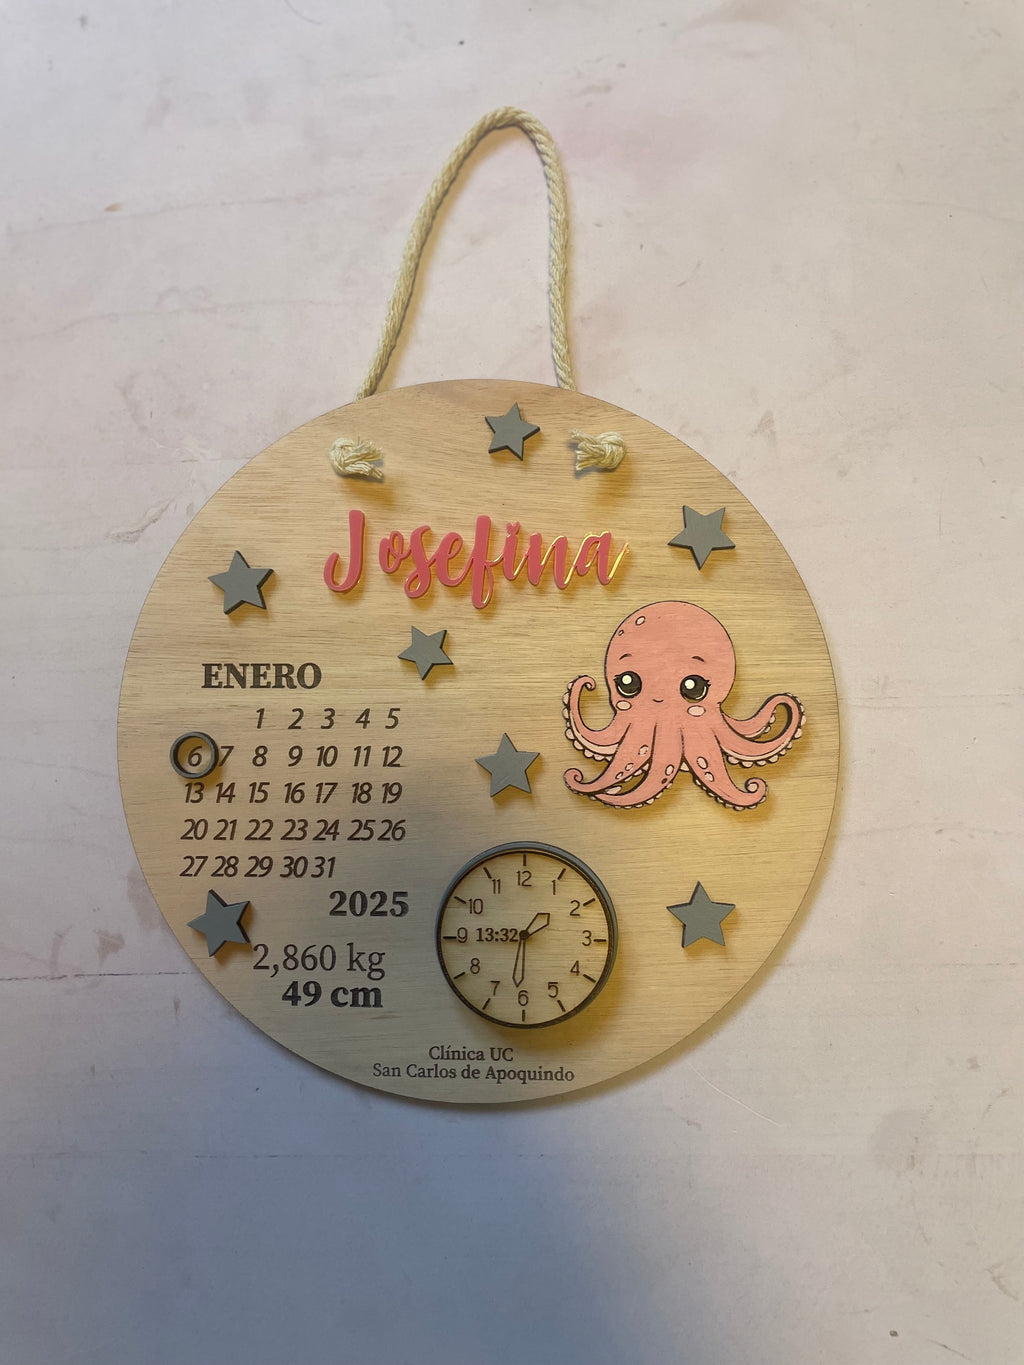 Josefina
ENERO
1 2 3 4 5
6 7 8 9 10 11 12
13 14 15 16 17 18 19
20 21 22 23 24 25 26
27 28 29 30 31
2025
2,860 kg
49 cm
12
11 1
10 2
9 13:32 3
8 4
7 5
6
Clínica UC
San Carlos de Apoquindo